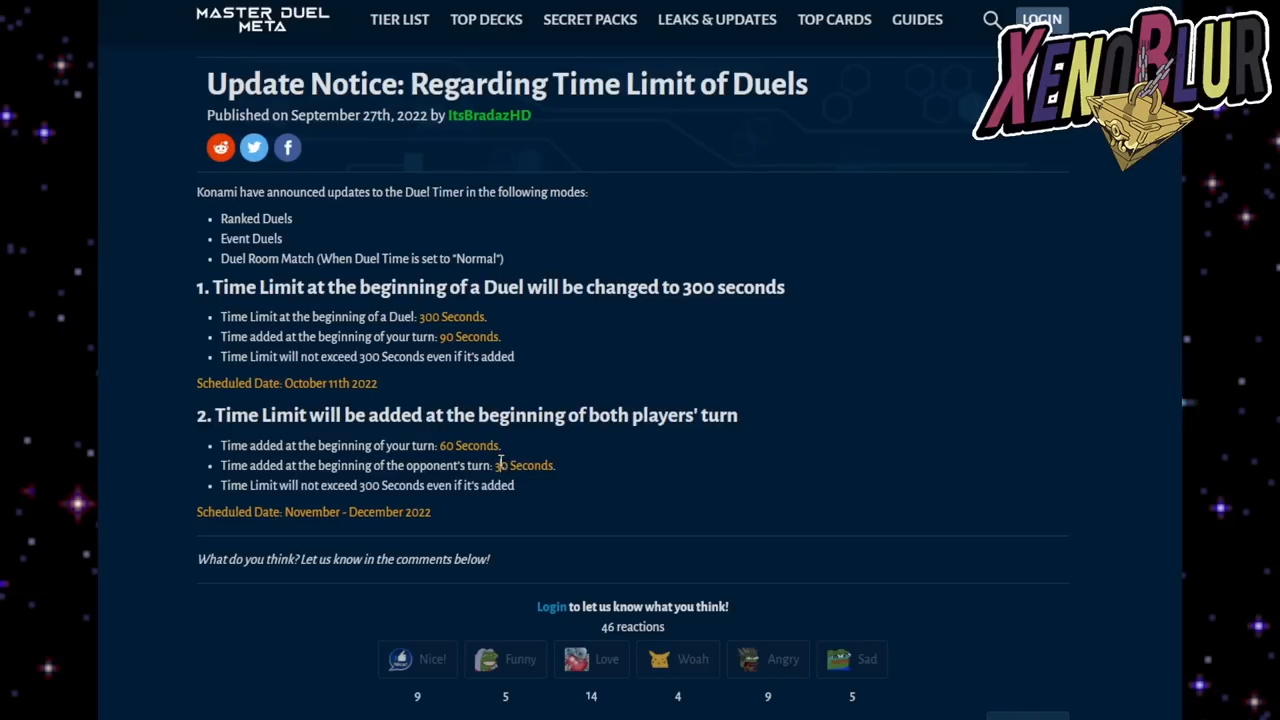 MASTER DUEL
META
TIER LIST
TOP DECKS
SECRET PACKS
LEAKS & UPDATES
TOP CARDS
GUIDES
LOGIN
XENOBLUR
Update Notice: Regarding Time Limit of Duels
Published on September 27th, 2022 by ItsBradazHD
Konami have announced updates to the Duel Timer in the following modes:
• Ranked Duels
• Event Duels
• Duel Room Match (When Duel Time is set to "Normal")
1. Time Limit at the beginning of a Duel will be changed to 300 seconds
• Time Limit at the beginning of a Duel: 300 Seconds.
• Time added at the beginning of your turn: 90 Seconds.
• Time Limit will not exceed 300 Seconds even if it's added
Scheduled Date: October 11th 2022
2. Time Limit will be added at the beginning of both players' turn
• Time added at the beginning of your turn: 60 Seconds.
• Time added at the beginning of the opponent's turn: 30 Seconds.
• Time Limit will not exceed 300 Seconds even if it's added
Scheduled Date: November - December 2022
What do you think? Let us know in the comments below!
Login to let us know what you think!
46 reactions
Nice!
Funny
Love
Woah
Angry
Sad
9
5
14
4
9
5